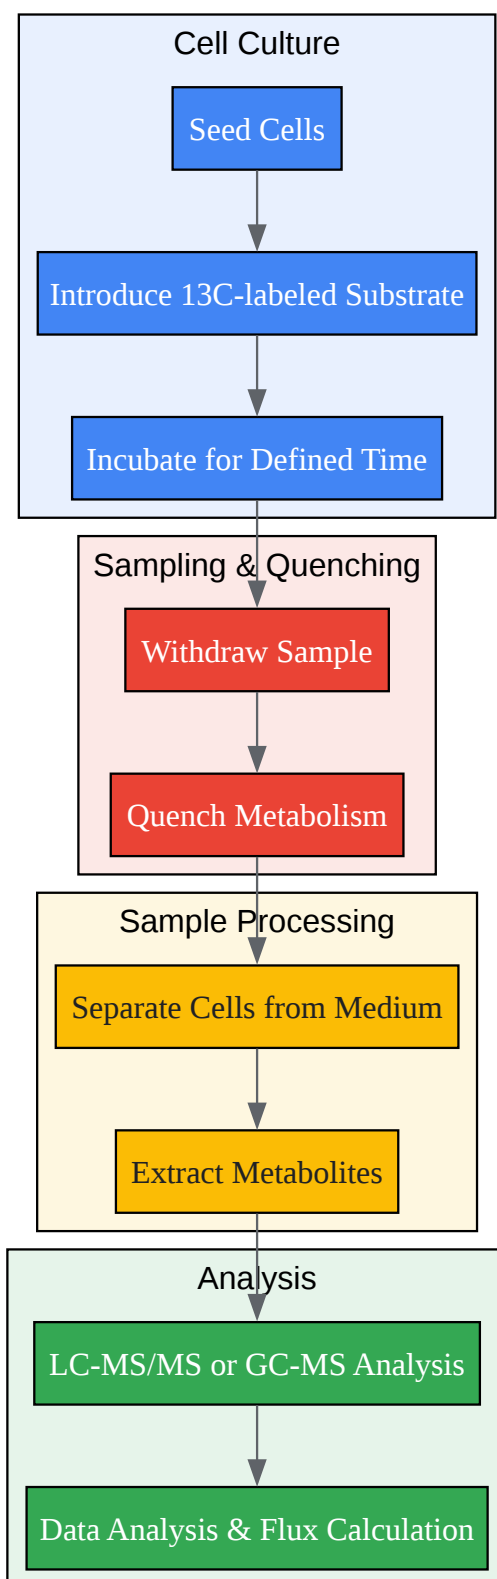 Cell Culture
Seed Cells
Introduce 13C-labeled Substrate
Incubate for Defined Time
Sampling & Quenching
Withdraw Sample
Quench Metabolism
Sample Processing
Separate Cells from Medium
Extract Metabolites
Analysis
LC-MS/MS or GC-MS Analysis
Data Analysis & Flux Calculation